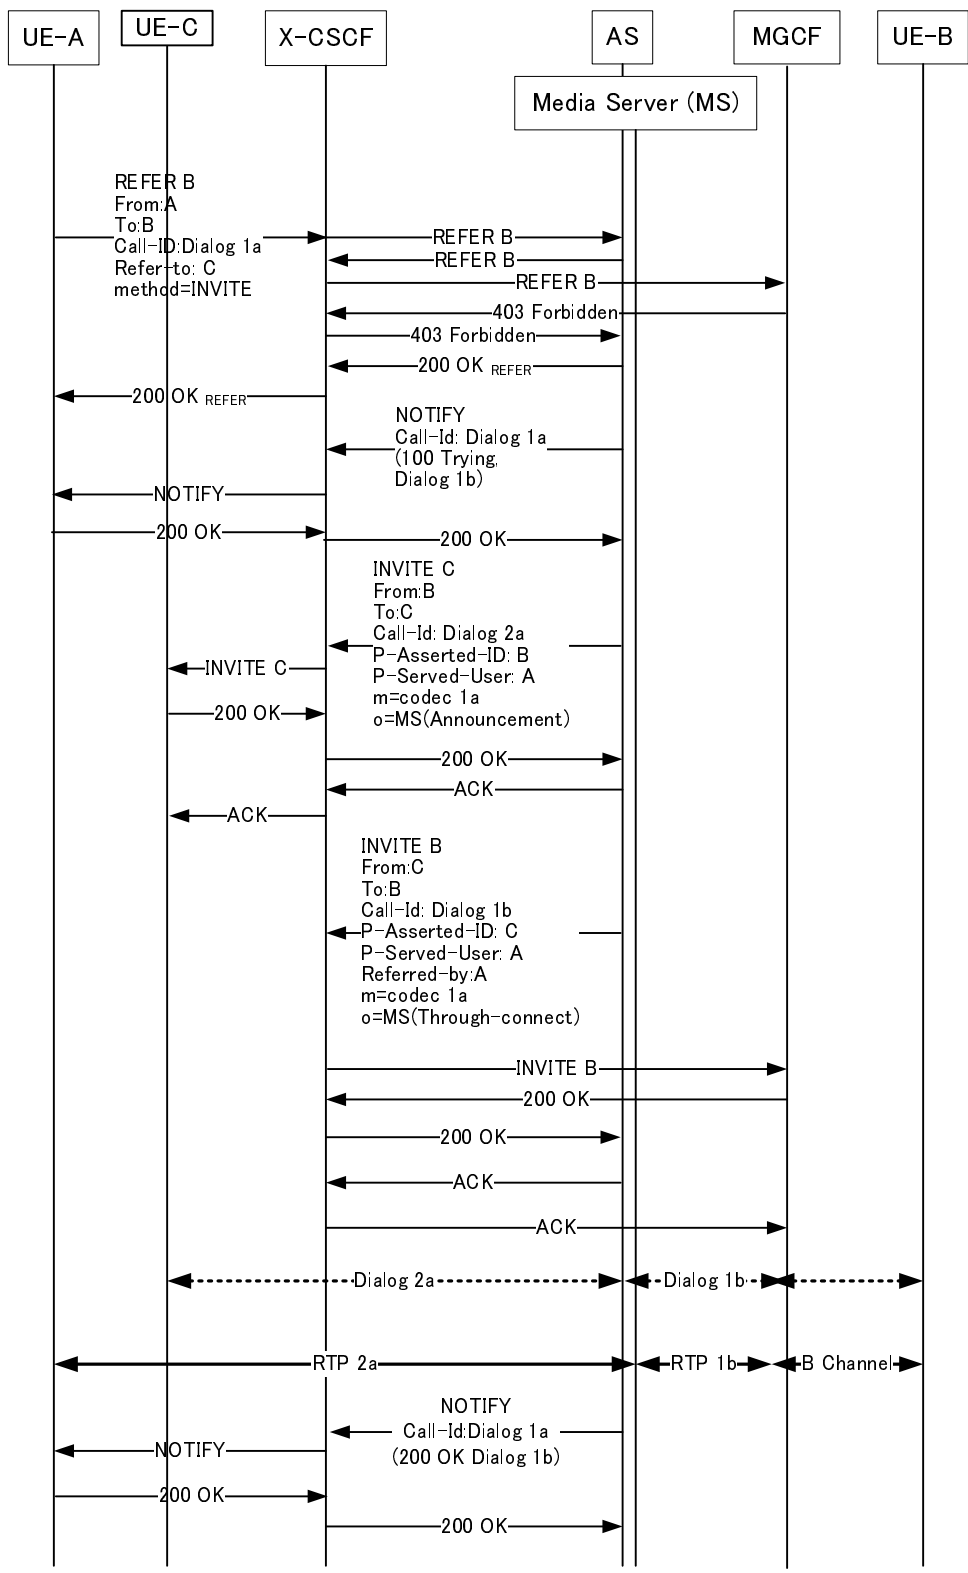 UE-A
UE-C
X-CSCF
AS
MGCF
UE-B
Media Server (MS)
REFER B
From:A
To:B
Call-ID:Dialog 1a
Refer-to: C
method=INVITE
REFER B
REFER B
REFER B
403 Forbidden
403 Forbidden
200 OK REFER
200 OK REFER
NOTIFY
Call-Id: Dialog 1a
(100 Trying,
Dialog 1b)
NOTIFY
200 OK
200 OK
INVITE C
From:B
To:C
Call-Id: Dialog 2a
P-Asserted-ID: B
P-Served-User: A
m=codec 1a
o=MS(Announcement)
INVITE C
200 OK
200 OK
ACK
ACK
INVITE B
From:C
To:B
Call-Id: Dialog 1b
P-Asserted-ID: C
P-Served-User: A
Referred-by:A
m=codec 1a
o=MS(Through-connect)
INVITE B
200 OK
200 OK
ACK
ACK
Dialog 2a
Dialog 1b
RTP 2a
RTP 1b
B Channel
NOTIFY
Call-Id:Dialog 1a
(200 OK Dialog 1b)
NOTIFY
200 OK
200 OK